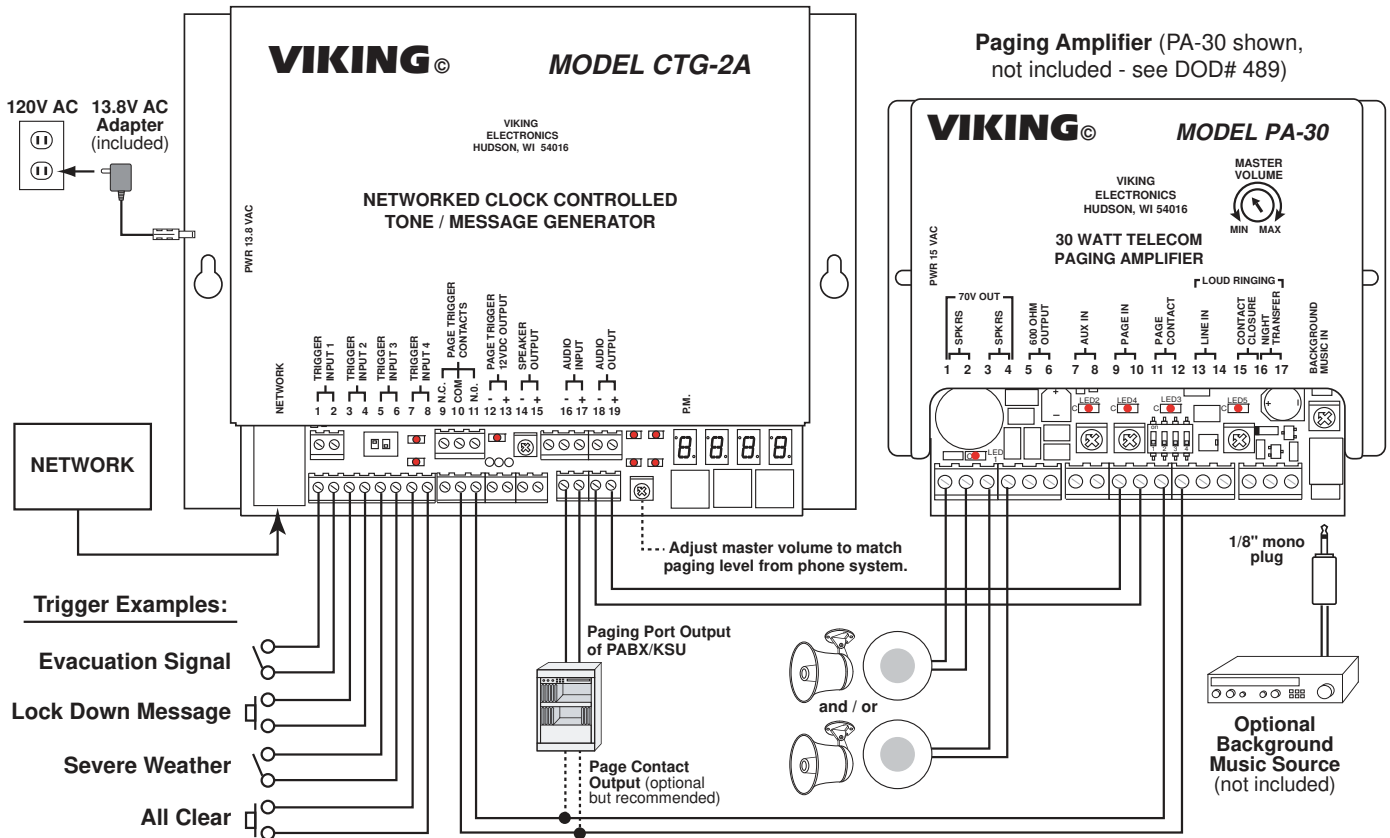 VIKING©
MODEL CTG-2A
VIKING
ELECTRONICS
HUDSON, WI 54016
NETWORKED CLOCK CONTROLLED
TONE / MESSAGE GENERATOR
120V AC
13.8V AC
Adapter
(included)
PWR 13.8 VAC
NETWORK
TRIGGER
INPUT 1
TRIGGER
INPUT 2
TRIGGER
INPUT 3
TRIGGER
INPUT 4
PAGE TRIGGER
CONTACTS
N.C.
COM
N.O.
PAGE TRIGGER
12VDC OUTPUT
- +
SPEAKER
OUTPUT
- +
AUDIO
INPUT
- +
AUDIO
OUTPUT
- +
P.M.
1 2 3 4 5 6 7 8 9 10 11 12 13 14 15 16 17 18 19
8. 8. 8. 8.
NETWORK
Adjust master volume to match
paging level from phone system.
Paging Amplifier (PA-30 shown,
not included - see DOD# 489)
VIKING©
MODEL PA-30
VIKING
ELECTRONICS
HUDSON, WI 54016
MASTER
VOLUME
MIN MAX
30 WATT TELECOM
PAGING AMPLIFIER
PWR 15 VAC
70V OUT
SPKRS
SPKRS
600 OHM
OUTPUT
AUX IN
PAGE IN
PAGE
CONTACT
LOUD RINGING
LINE IN
CONTACT
CLOSURE
NIGHT
TRANSFER
BACKGROUND
MUSIC IN
1 2 3 4 5 6 7 8 9 10 11 12 13 14 15 16 17
C LED2
C LED4
C LED3
C LED5
LED
1
Trigger Examples:
Evacuation Signal
Lock Down Message
Severe Weather
All Clear
Paging Port Output
of PABX/KSU
Page Contact
Output (optional
but recommended)
and / or
1/8" mono
plug
Optional
Background
Music Source
(not included)